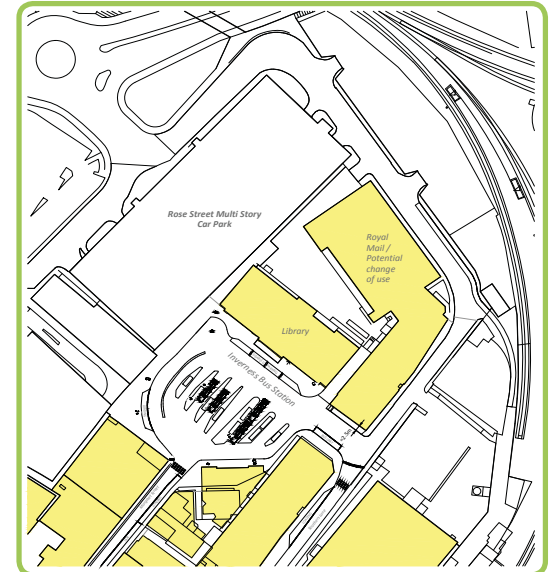 Rose Street Multi Story
Car Park
Royal
Mail /
Potential
change
of use
Library
Inverness Bus Station